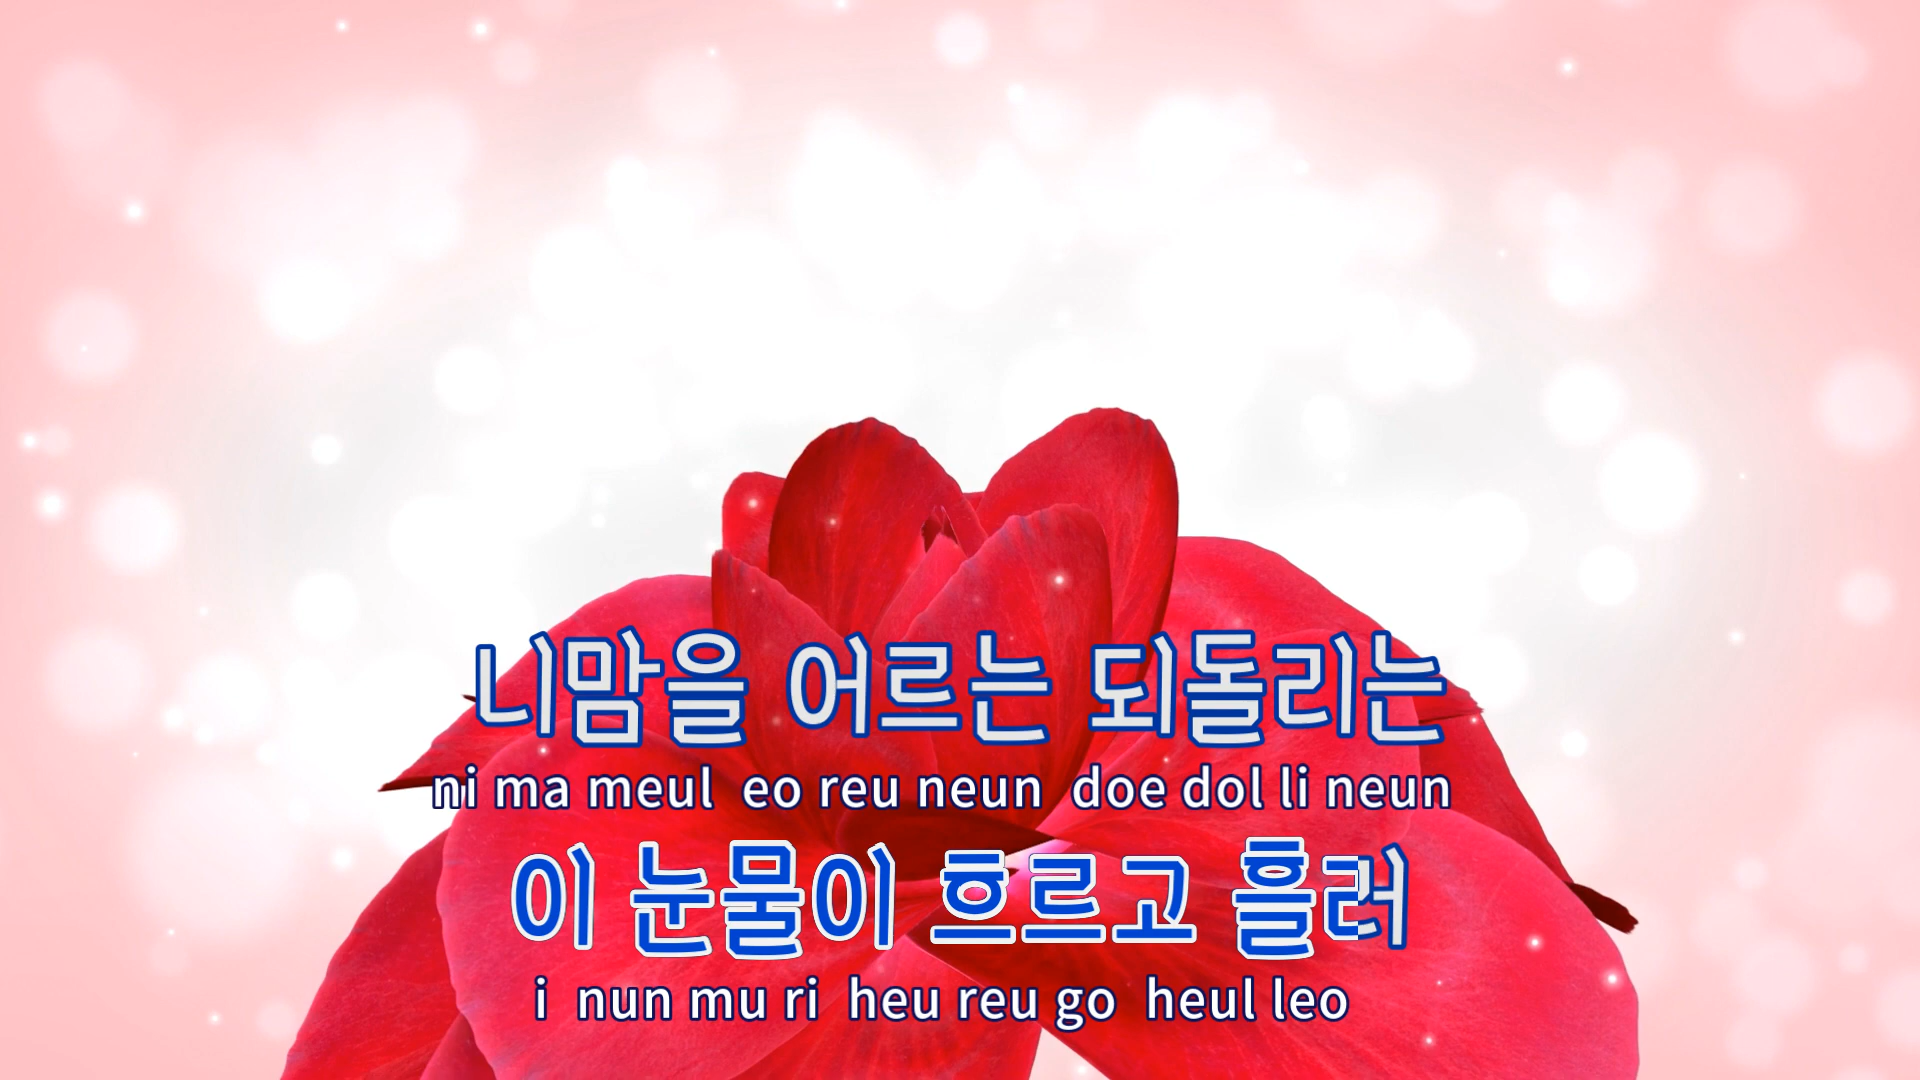 니맘을 어르는 되돌리는
ni ma meul eo reu neun doe dol li neun
이 눈물이 흐르고 흘러
i nun mu ri heu reu go heul leo